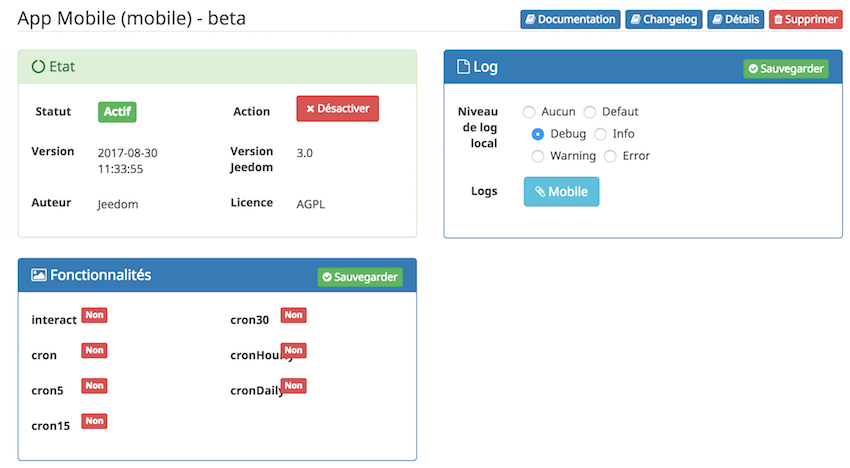 App Mobile (mobile) - beta
Documentation
Changelog
Détails
Supprimer
Etat
Statut Actif Action Désactiver
Version 2017-08-30 11:33:55 Version Jeedom 3.0
Auteur Jeedom Licence AGPL
Log Sauvegarder
Niveau de log local
Aucun Defaut
Debug Info
Warning Error
Logs Mobile
Fonctionnalités Sauvegarder
interact Non cron30 Non
cron Non cronHourly Non
cron5 Non cronDaily Non
cron15 Non